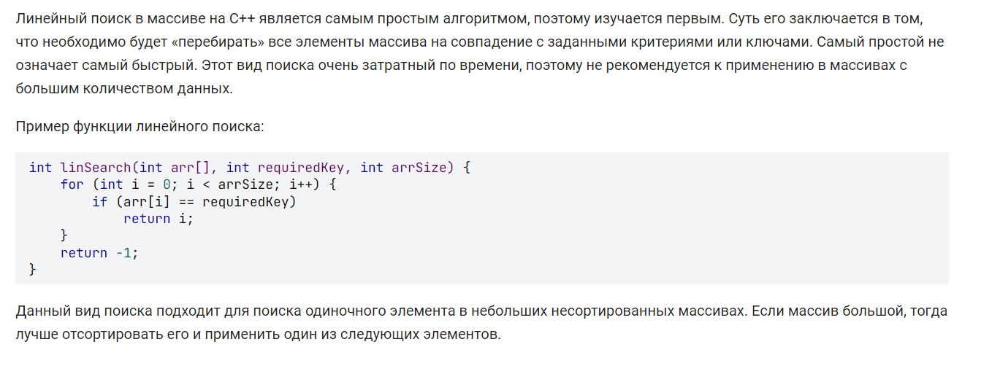 Линейный поиск в массиве на C++ является самым простым алгоритмом, поэтому изучается первым. Суть его заключается в том,
что необходимо будет «перебирать» все элементы массива на совпадение с заданными критериями или ключами. Самый простой не
означает самый быстрый. Этот вид поиска очень затратный по времени, поэтому не рекомендуется к применению в массивах с
большим количеством данных.
Пример функции линейного поиска:
int linSearch(int arr[], int requiredKey, int arrSize) {
    for (int i = 0; i < arrSize; i++) {
        if (arr[i] == requiredKey)
            return i;
    }
    return -1;
}
Данный вид поиска подходит для поиска одиночного элемента в небольших несортированных массивах. Если массив большой, тогда
лучше отсортировать его и применить один из следующих элементов.